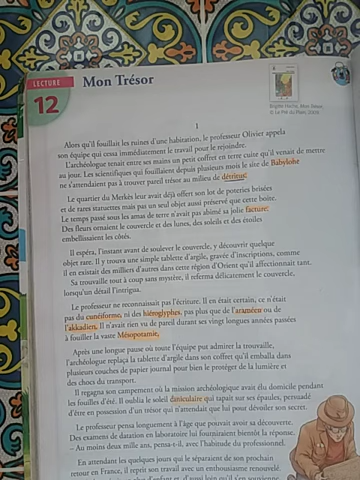 LECTURE
12
Mon Trésor
1
Alors qu'il fouillait les ruines d'une habitation, le professeur Olivier appela
son équipe qui cessa immédiatement le travail pour le rejoindre.
L'archéologue tenait entre ses mains un petit coffret en terre cuite qu'il venait de mettre
au jour. Les scientifiques qui fouillaient depuis plusieurs mois le site de Babylone
ne s'attendaient pas à trouver pareil trésor au milieu de détritus.
Le quartier du Merkès leur avait déjà offert son lot de poteries brisées
et de rares statuettes mais pas un seul objet aussi préservé que cette boîte.
Le temps passé sous les amas de terre n'avait pas abîmé sa jolie facture.
Des fleurs ornaient le couvercle et des lunes, des soleils et des étoiles
embellissaient les côtés.
Il espéra, l'instant avant de soulever le couvercle, y découvrir quelque
objet rare. Il y trouva une simple tablette d'argile, gravée d'inscriptions, comme
il en existait des milliers d'autres dans cette région d'Orient qu'il affectionnait tant.
Sa trouvaille tout à coup sans mystère, il referma délicatement le couvercle,
lorsqu'un détail l'intrigua.
Le professeur ne reconnaissait pas l'écriture. Il en était certain, ce n'était
pas du cunéiforme, ni des hiéroglyphes, pas plus que de l'araméen ou de
l'akkadien. Il n'avait rien vu de pareil durant ses vingt longues années passées
à fouiller la vaste Mésopotamie.
Après une longue pause où toute l'équipe put admirer la trouvaille,
l'archéologue replaça la tablette d'argile dans son coffret qu'il emballa dans
plusieurs couches de papier journal pour bien le protéger de la lumière et
des chocs du transport.
Il regagna son campement où la mission archéologique avait élu domicile pendant
les fouilles d'été. Il oublia le soleil caniculaire qui tapait sur ses épaules, persuadé
d'être en possession d'un trésor qui n'attendait que lui pour dévoiler son secret.
Le professeur pensa longuement à l'âge que pouvait avoir sa découverte.
Des examens de datation en laboratoire lui fourniraient bientôt la réponse.
– Au moins deux mille ans, pensa-t-il, avec l'habitude du professionnel.
En attendant les quelques jours qui le séparaient de son prochain
retour en France, il reprit son travail avec un enthousiasme renouvelé.